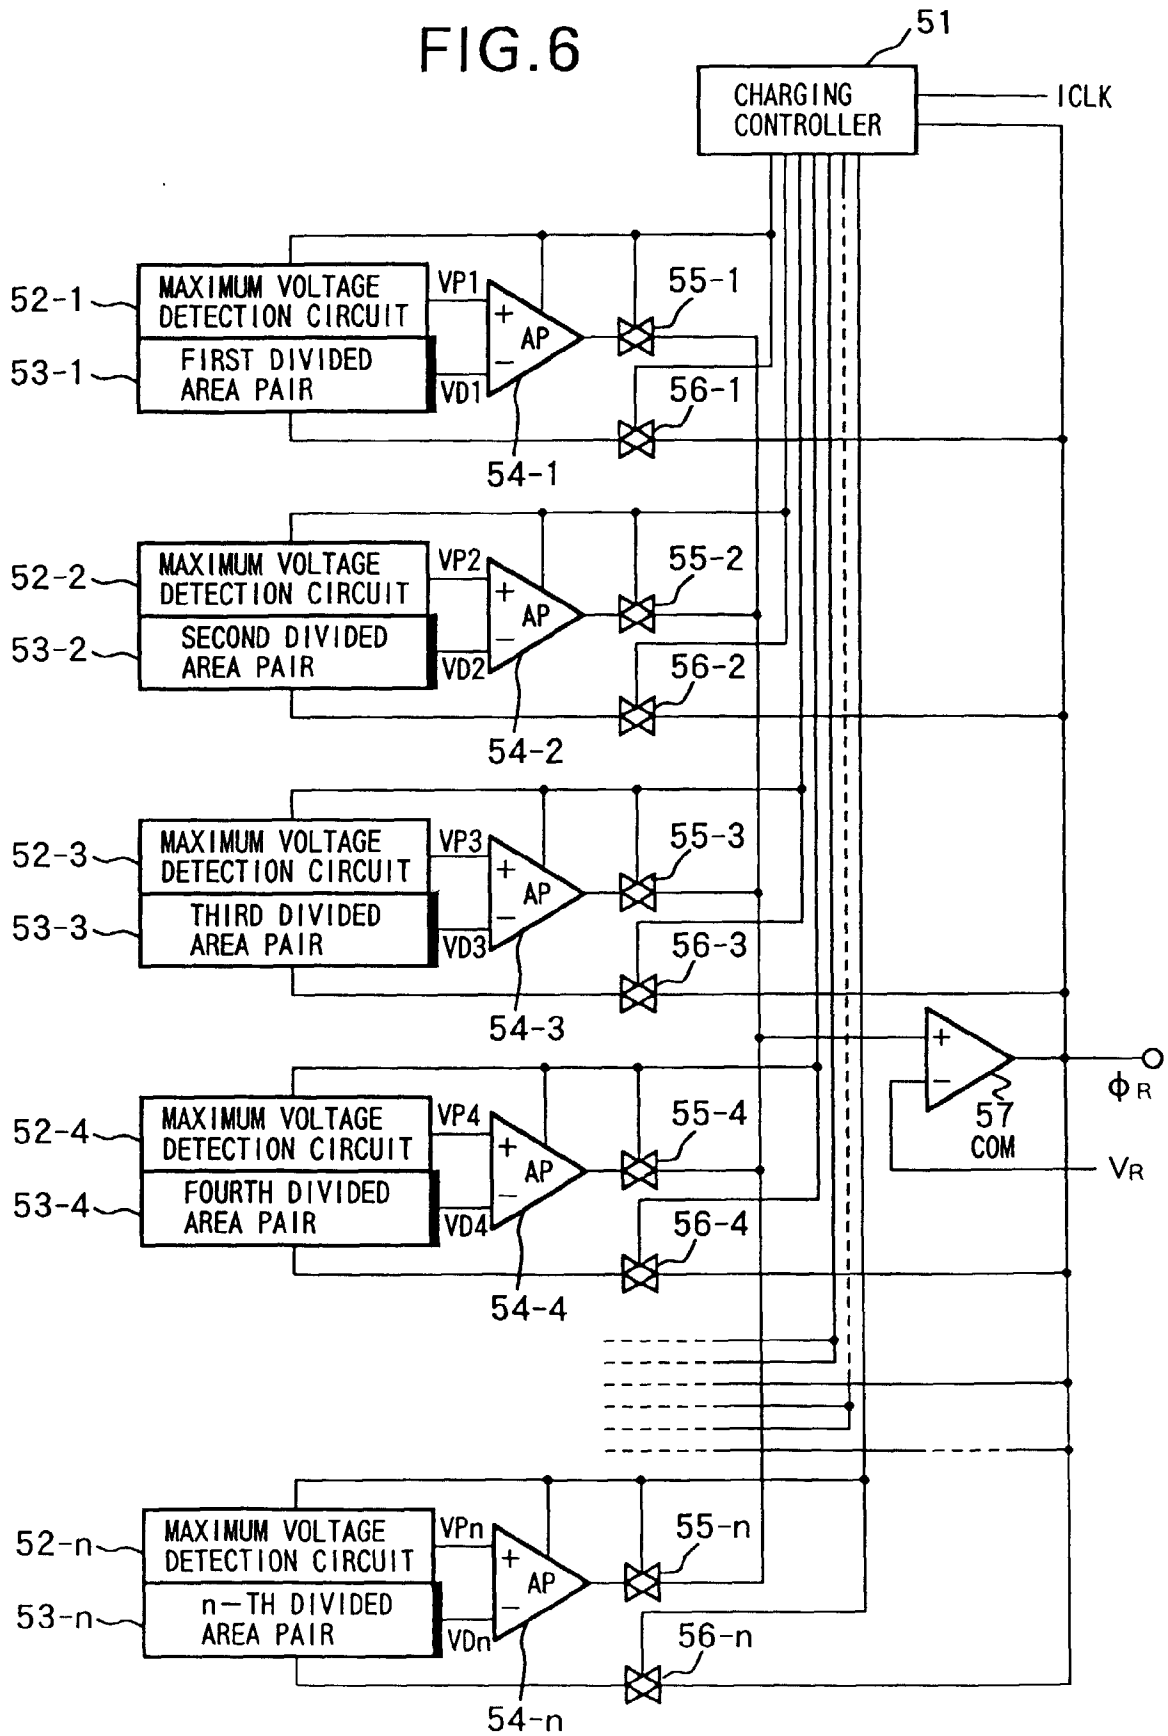 FIG.6
51
CHARGING
CONTROLLER
ICLK
52-1
MAXIMUM VOLTAGE
DETECTION CIRCUIT
53-1
FIRST DIVIDED
AREA PAIR
VP1
VD1
+
AP
−
54-1
55-1
56-1
52-2
MAXIMUM VOLTAGE
DETECTION CIRCUIT
53-2
SECOND DIVIDED
AREA PAIR
VP2
VD2
+
AP
−
54-2
55-2
56-2
52-3
MAXIMUM VOLTAGE
DETECTION CIRCUIT
53-3
THIRD DIVIDED
AREA PAIR
VP3
VD3
+
AP
−
54-3
55-3
56-3
+
−
57
COM
ϕR
VR
52-4
MAXIMUM VOLTAGE
DETECTION CIRCUIT
53-4
FOURTH DIVIDED
AREA PAIR
VP4
VD4
+
AP
−
54-4
55-4
56-4
52-n
MAXIMUM VOLTAGE
DETECTION CIRCUIT
53-n
n-TH DIVIDED
AREA PAIR
VPn
VDn
+
AP
−
54-n
55-n
56-n